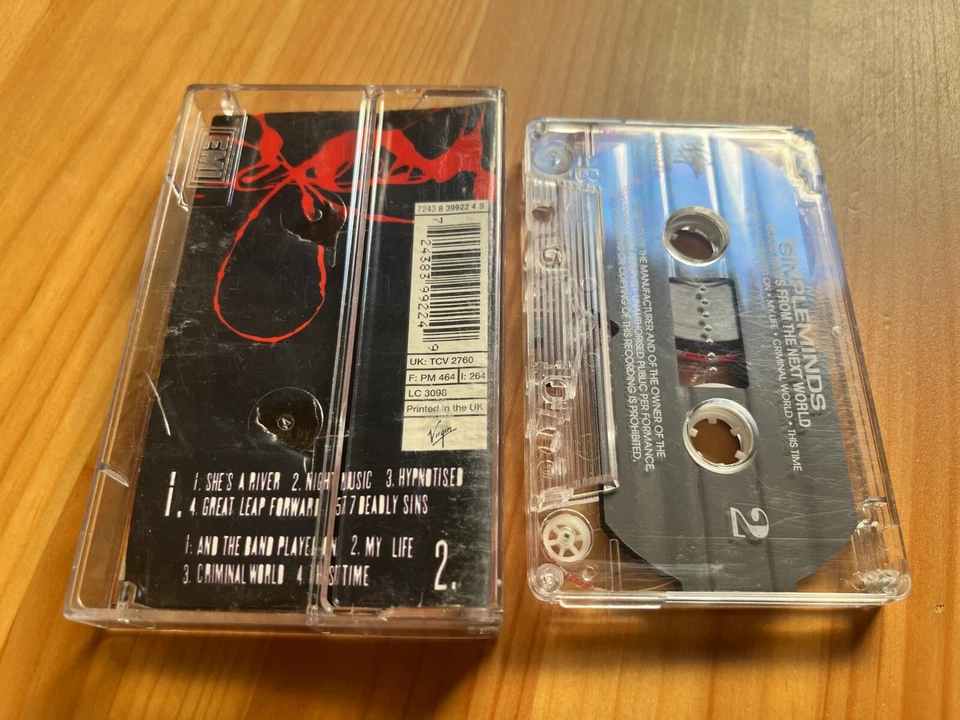 EMI
7243 8 39922 4 9
7 24383 99224 9
UK: TCV 2760
F: PM 464 I: 264
LC 3098
Printed in the UK
Virgin
1. 1. SHE'S A RIVER 2. NIGHT MUSIC 3. HYPNOTISED
4. GREAT LEAP FORWARD 5. 7 DEADLY SINS
1. AND THE BAND PLAYED ON 2. MY LIFE
3. CRIMINAL WORLD 4. THIS TIME
2.
SIMPLE MINDS
FROM THE NEXT WORLD
ON • MY LIFE • CRIMINAL WORLD • THIS TIME
THE MANUFACTURER AND OF THE OWNER OF THE
UNAUTHORISED PUBLIC PERFORMANCE,
OR COPYING OF THIS RECORDING IS PROHIBITED.
2